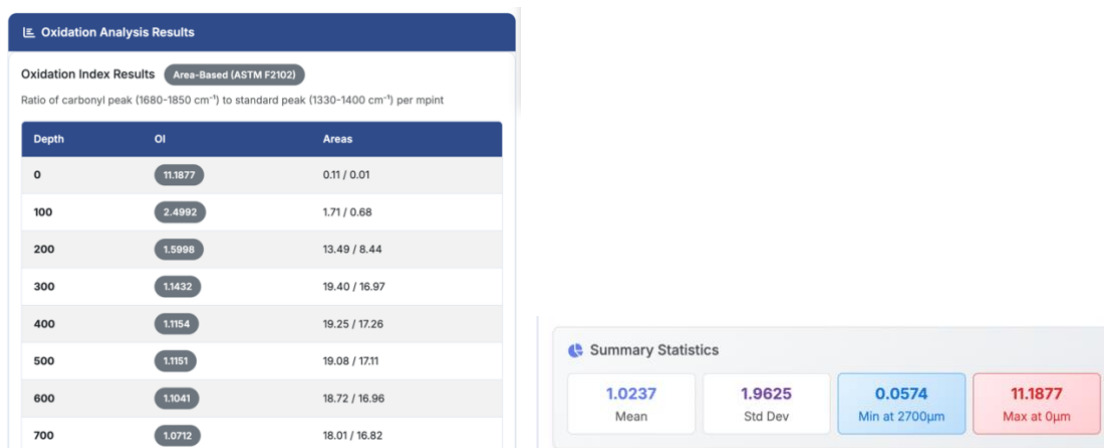 Oxidation Analysis Results
Oxidation Index Results Area-Based (ASTM F2102)
Ratio of carbonyl peak (1680-1850 cm⁻¹) to standard peak (1330-1400 cm⁻¹) per mpint
Depth OI Areas
0 11.1877 0.11 / 0.01
100 2.4992 1.71 / 0.68
200 1.5998 13.49 / 8.44
300 1.1432 19.40 / 16.97
400 1.1154 19.25 / 17.26
500 1.1151 19.08 / 17.11
600 1.1041 18.72 / 16.96
700 1.0712 18.01 / 16.82
Summary Statistics
1.0237 1.9625 0.0574 11.1877
Mean Std Dev Min at 2700μm Max at 0μm